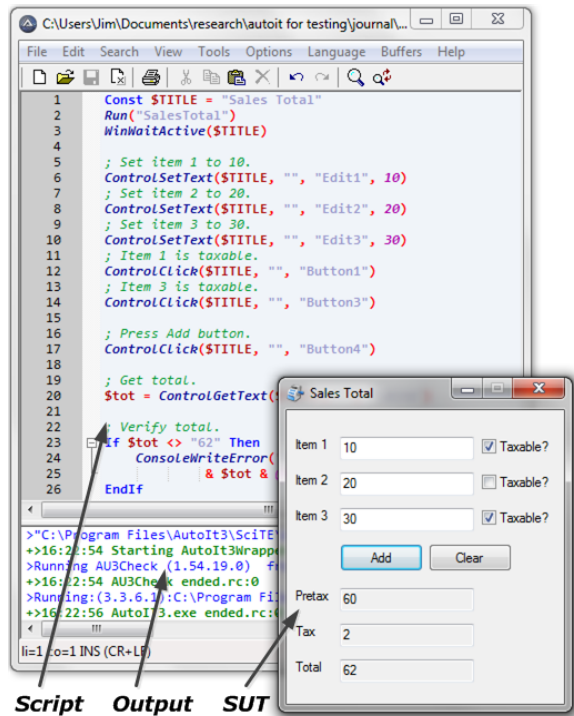 C:\Users\Jim\Documents\research\autoit for testing\journal\...
File Edit Search View Tools Options Language Buffers Help
1 Const $TITLE = "Sales Total"
2 Run("SalesTotal")
3 WinWaitActive($TITLE)
4
5 ; Set item 1 to 10.
6 ControlSetText($TITLE, "", "Edit1", 10)
7 ; Set item 2 to 20.
8 ControlSetText($TITLE, "", "Edit2", 20)
9 ; Set item 3 to 30.
10 ControlSetText($TITLE, "", "Edit3", 30)
11 ; Item 1 is taxable.
12 ControlClick($TITLE, "", "Button1")
13 ; Item 3 is taxable.
14 ControlClick($TITLE, "", "Button3")
15
16 ; Press Add button.
17 ControlClick($TITLE, "", "Button4")
18
19 ; Get total.
20 $tot = ControlGetText(
21
22 ; Verify total.
23 If $tot <> "62" Then
24 ConsoleWriteError(
25 & $tot &
26 EndIf
>"C:\Program Files\AutoIt3\SciTE
+>16:22:54 Starting AutoIt3Wrappe
>Running AU3Check (1.54.19.0) f
+>16:22:54 AU3Check ended.rc:0
>Running:(3.3.6.1):C:\Program Fi
+>16:22:56 AutoIt3.exe ended.rc:0
li=1 co=1 INS (CR+LF)
Sales Total
Item 1 10 Taxable?
Item 2 20 Taxable?
Item 3 30 Taxable?
Add Clear
Pretax 60
Tax 2
Total 62
Script Output SUT